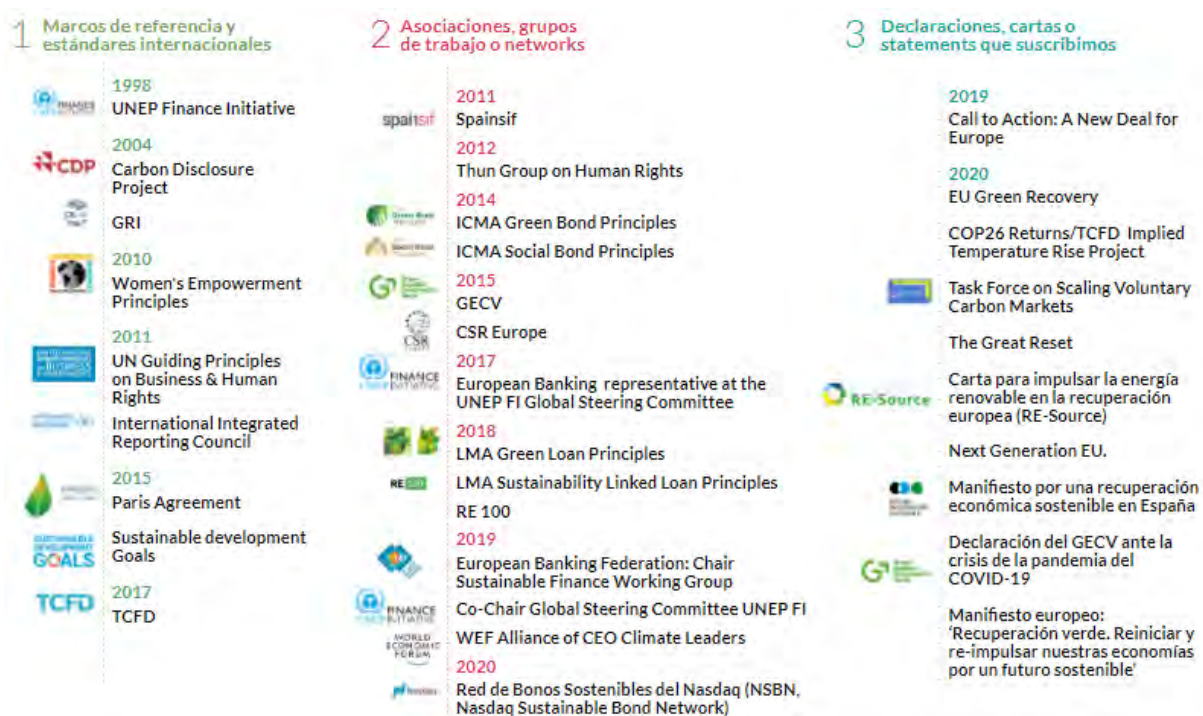 1 Marcos de referencia y
estándares internacionales
1998
FINANCE
UNEP Finance Initiative
2004
CDP
Carbon Disclosure
Project
GRI
2010
Women's Empowerment
Principles
2011
UN Guiding Principles
on Business & Human
Rights
International Integrated
Reporting Council
2015
Paris Agreement
SUSTAINABLE
DEVELOPMENT
GOALS
Sustainable development
Goals
2017
TCFD
TCFD
2 Asociaciones, grupos
de trabajo o networks
2011
spainsif
Spainsif
2012
Thun Group on Human Rights
2014
ICMA Green Bond Principles
ICMA Social Bond Principles
2015
GECV
CSR
CSR Europe
2017
FINANCE
INITIATIVE
European Banking representative at the
UNEP FI Global Steering Committee
2018
LMA Green Loan Principles
RE
LMA Sustainability Linked Loan Principles
RE 100
2019
European Banking Federation: Chair
Sustainable Finance Working Group
FINANCE
INITIATIVE
Co-Chair Global Steering Committee UNEP FI
WORLD
ECONOMIC
FORUM
WEF Alliance of CEO Climate Leaders
2020
Red de Bonos Sostenibles del Nasdaq (NSBN,
Nasdaq Sustainable Bond Network)
3 Declaraciones, cartas o
statements que suscribimos
2019
Call to Action: A New Deal for
Europe
2020
EU Green Recovery
COP26 Returns/TCFD Implied
Temperature Rise Project
Task Force on Scaling Voluntary
Carbon Markets
The Great Reset
RE-Source
Carta para impulsar la energía
renovable en la recuperación
europea (RE-Source)
Next Generation EU.
Manifiesto por una recuperación
económica sostenible en España
Declaración del GECV ante la
crisis de la pandemia del
COVID-19
Manifiesto europeo:
'Recuperación verde. Reiniciar y
re-impulsar nuestras economías
por un futuro sostenible'